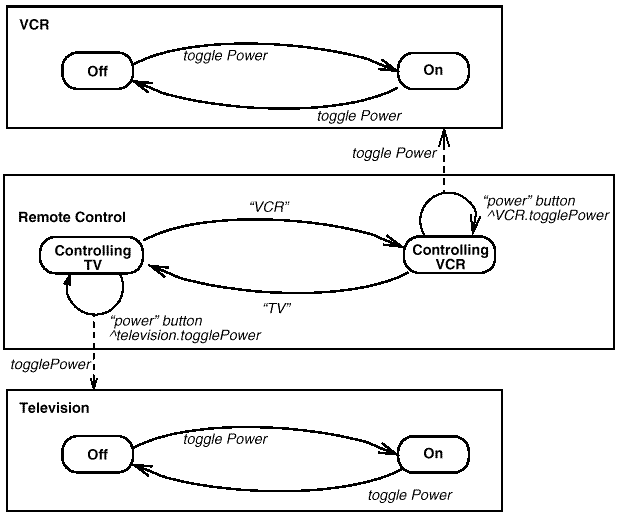 VCR
Off
toggle Power
On
toggle Power
toggle Power
Remote Control
“VCR”
“power” button
^VCR.togglePower
Controlling
TV
Controlling
VCR
“TV”
“power” button
^television.togglePower
togglePower
Television
Off
toggle Power
On
toggle Power